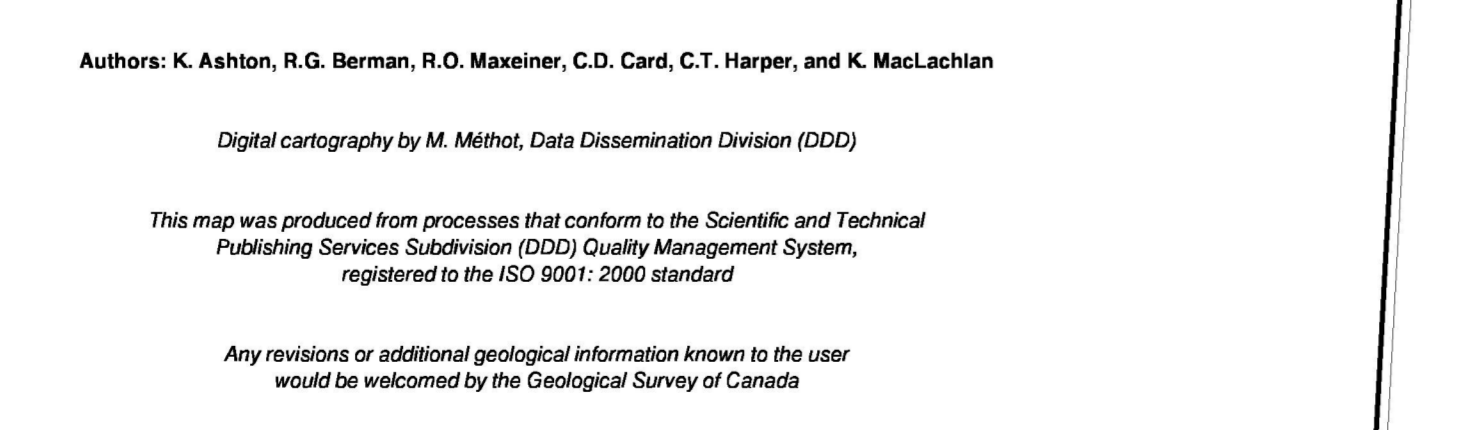 Authors: K. Ashton, R.G. Berman, R.O. Maxeiner, C.D. Card, C.T. Harper, and K. MacLachlan
Digital cartography by M. Méthot, Data Dissemination Division (DDD)
This map was produced from processes that conform to the Scientific and Technical
Publishing Services Subdivision (DDD) Quality Management System,
registered to the ISO 9001: 2000 standard
Any revisions or additional geological information known to the user
would be welcomed by the Geological Survey of Canada